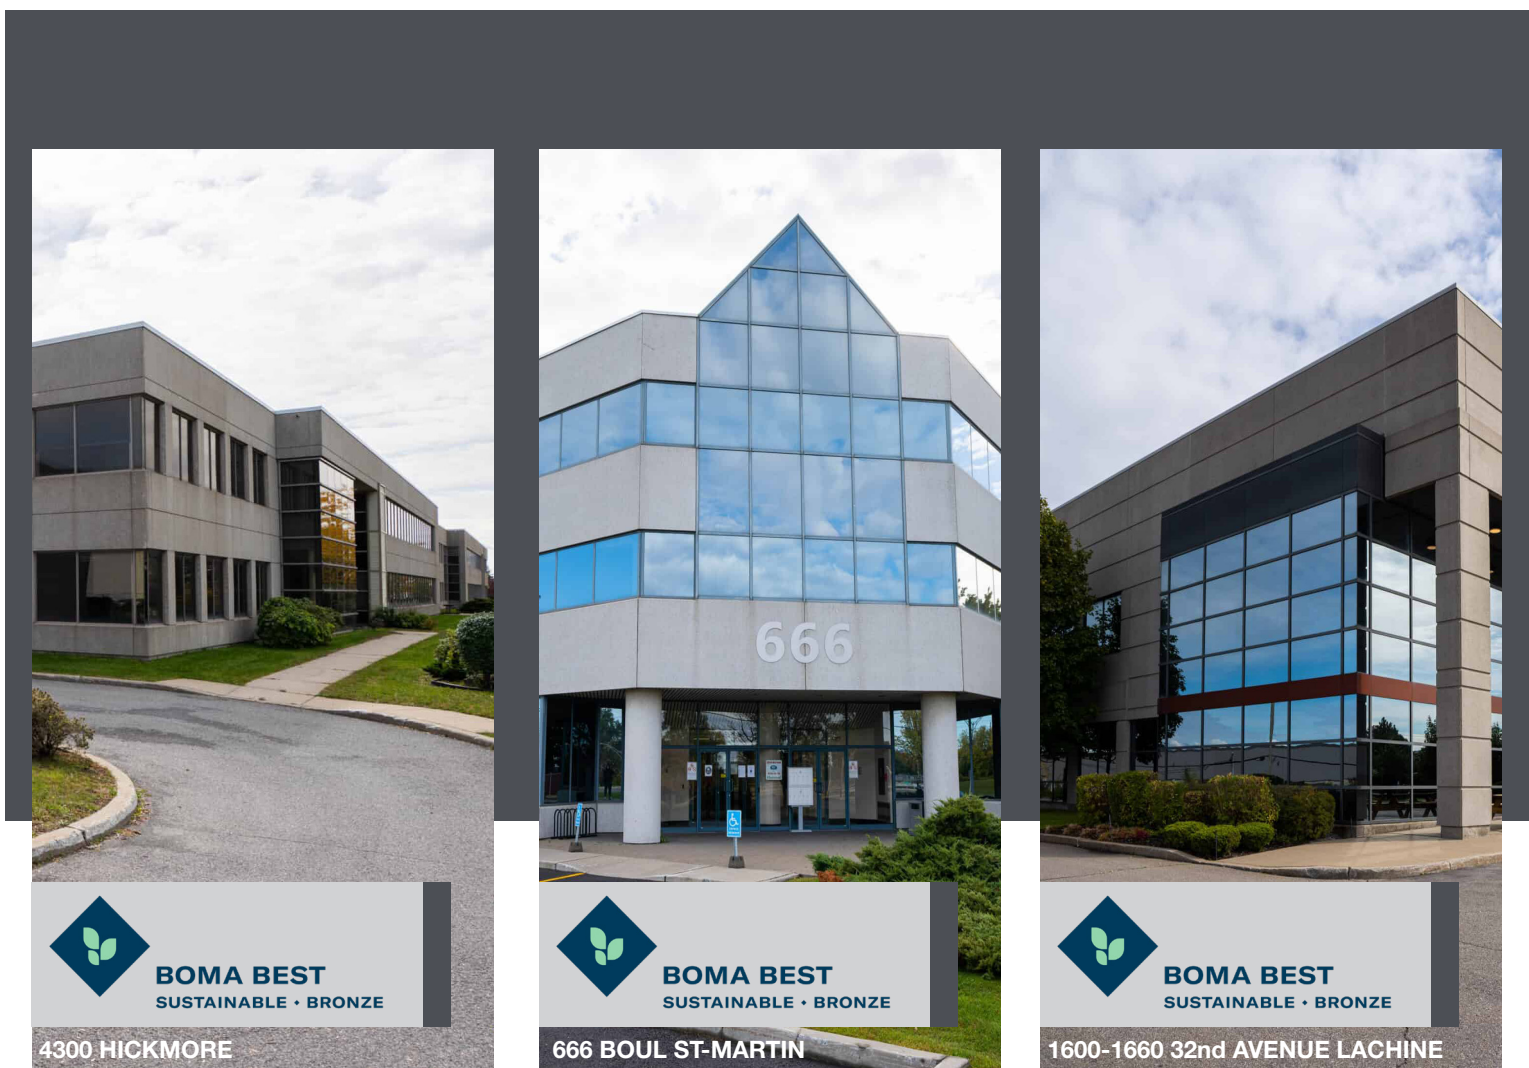 666
BOMA BEST
SUSTAINABLE • BRONZE
4300 HICKMORE
BOMA BEST
SUSTAINABLE • BRONZE
666 BOUL ST-MARTIN
BOMA BEST
SUSTAINABLE • BRONZE
1600-1660 32nd AVENUE LACHINE